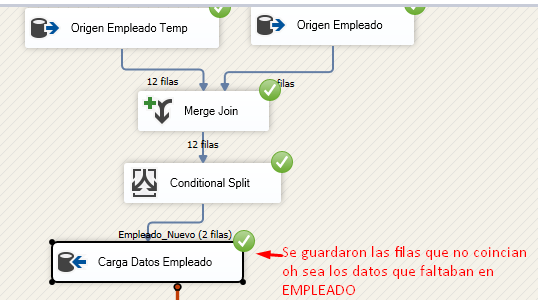 Origen Empleado Temp
Origen Empleado
12 filas
filas
Merge Join
12 filas
Conditional Split
Empleado_Nuevo (2 filas)
Carga Datos Empleado
Se guardaron las filas que no coincian
oh sea los datos que faltaban en
EMPLEADO